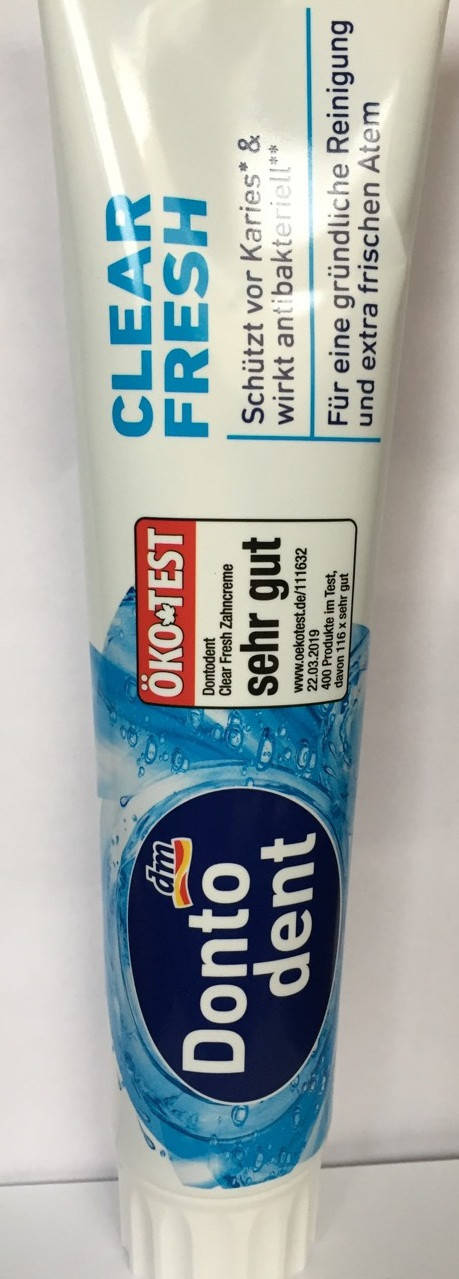 dm
Donto
dent
ÖKO TEST
Dontodent
Clear Fresh Zahncreme
sehr gut
www.oekotest.de/111632
22.03.2019
400 Produkte im Test,
davon 116 x sehr gut
CLEAR
FRESH
Schützt vor Karies* &
wirkt antibakteriell**
Für eine gründliche Reinigung
und extra frischen Atem